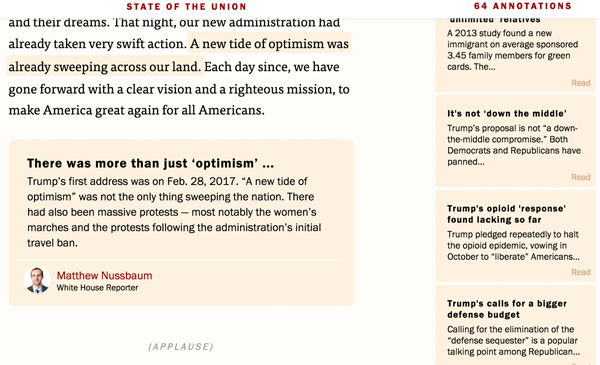 STATE OF THE UNION
and their dreams. That night, our new administration had
already taken very swift action. A new tide of optimism was
already sweeping across our land. Each day since, we have
gone forward with a clear vision and a righteous mission, to
make America great again for all Americans.
There was more than just ‘optimism’ ...
Trump’s first address was on Feb. 28, 2017. “A new tide of
optimism” was not the only thing sweeping the nation. There
had also been massive protests — most notably the women’s
marches and the protests following the administration’s initial
travel ban.
Matthew Nussbaum
White House Reporter
(APPLAUSE)
64 ANNOTATIONS
‘unlimited’ relatives
A 2013 study found a new
immigrant on average sponsored
3.45 family members for green
cards. The...
Read
It’s not ‘down the middle’
Trump’s proposal is not “a down-
the-middle compromise.” Both
Democrats and Republicans have
panned...
Read
Trump’s opioid ‘response’
found lacking so far
Trump pledged repeatedly to halt
the opioid epidemic, vowing in
October to “liberate” Americans...
Read
Trump’s calls for a bigger
defense budget
Calling for the elimination of the
“defense sequester” is a popular
talking point among Republican...